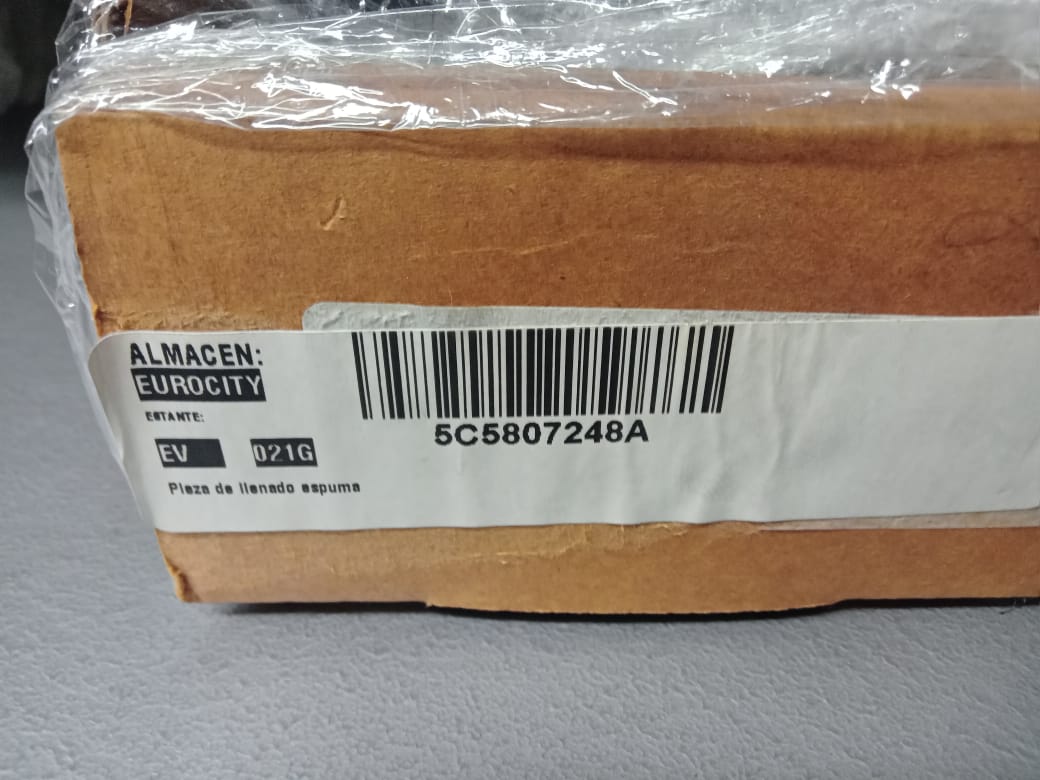 ALMACEN:
EUROCITY
ESTANTE:
EV 021G
Pieza de llenado espuma
5C5807248A